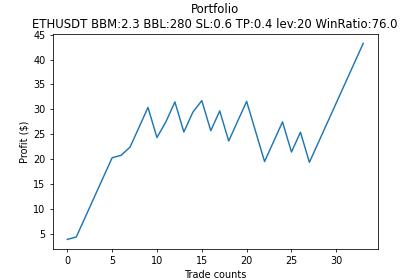 Portfolio
ETHUSDT BBM:2.3 BBL:280 SL:0.6 TP:0.4 lev:20 WinRatio:76.0
45
40
35
30
25
20
15
10
5
Profit ($)
0 5 10 15 20 25 30
Trade counts